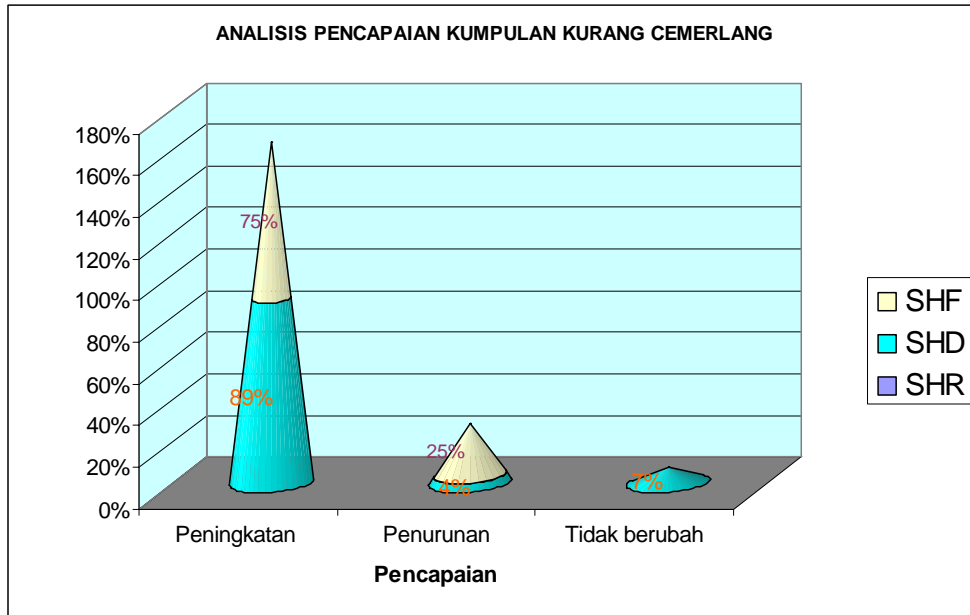 ANALISIS PENCAPAIAN KUMPULAN KURANG CEMERLANG
180%
160%
140%
120%
100%
80%
60%
40%
20%
0%
75%
89%
25%
4%
7%
Peningkatan
Penurunan
Tidak berubah
Pencapaian
SHF
SHD
SHR